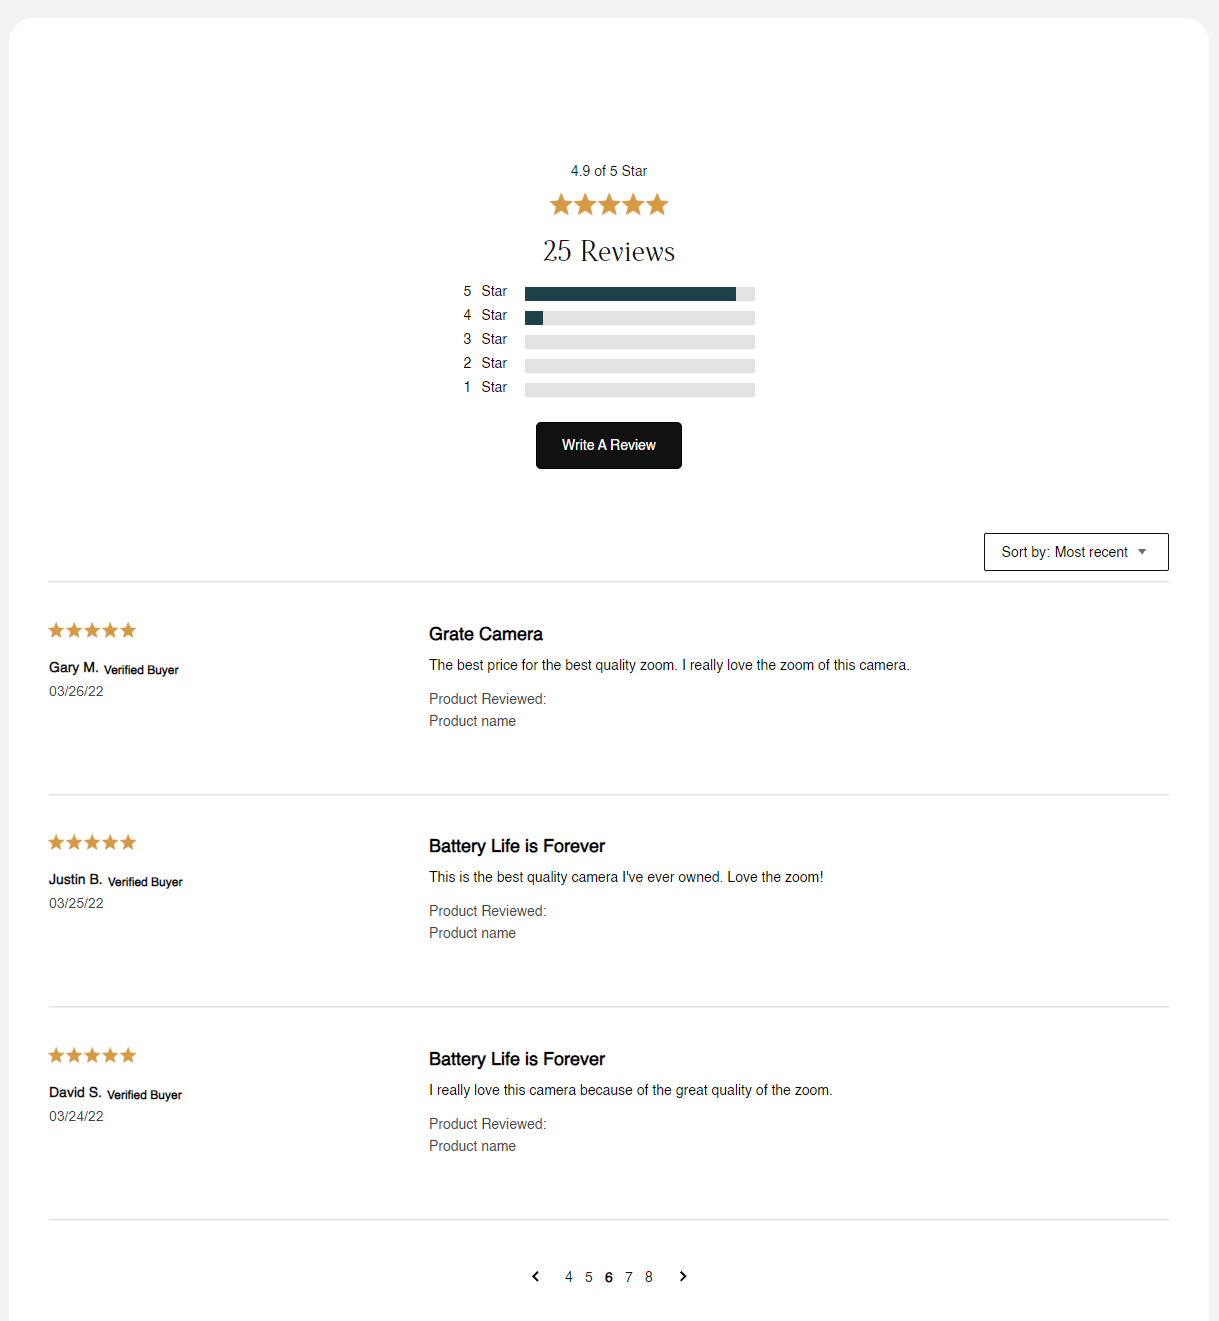 4.9 of 5 Star
25 Reviews
5 Star
4 Star
3 Star
2 Star
1 Star
Write A Review
Sort by: Most recent
Grate Camera
Gary M. Verified Buyer
The best price for the best quality zoom. I really love the zoom of this camera.
03/26/22
Product Reviewed:
Product name
Battery Life is Forever
Justin B. Verified Buyer
This is the best quality camera I've ever owned. Love the zoom!
03/25/22
Product Reviewed:
Product name
Battery Life is Forever
David S. Verified Buyer
I really love this camera because of the great quality of the zoom.
03/24/22
Product Reviewed:
Product name
4 5 6 7 8